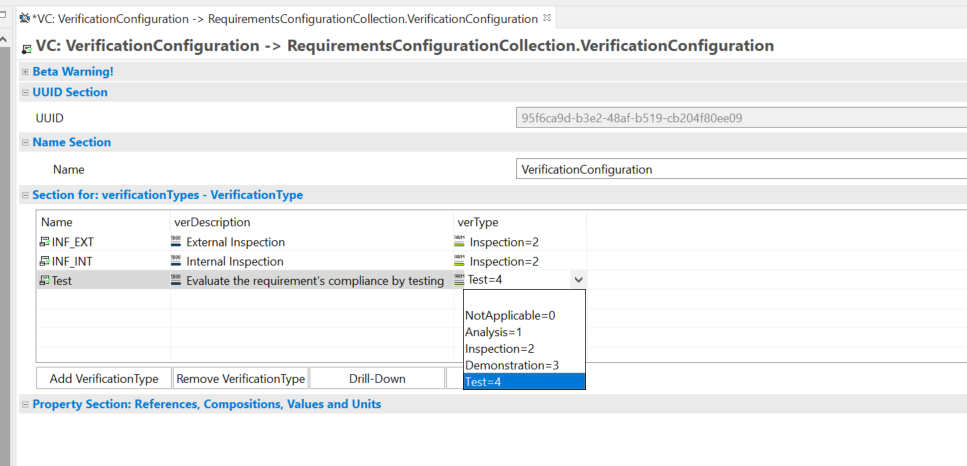 *VC: VerificationConfiguration -> RequirementsConfigurationCollection.VerificationConfiguration
VC: VerificationConfiguration -> RequirementsConfigurationCollection.VerificationConfiguration
Beta Warning!
UUID Section
UUID 95f6ca9d-b3e2-48af-b519-cb204f80ee09
Name Section
Name VerificationConfiguration
Section for: verificationTypes - VerificationType
Name verDescription verType
INF_EXT External Inspection Inspection=2
INF_INT Internal Inspection Inspection=2
Test Evaluate the requirement's compliance by testing Test=4
NotApplicable=0
Analysis=1
Inspection=2
Demonstration=3
Test=4
Add VerificationType Remove VerificationType Drill-Down
Property Section: References, Compositions, Values and Units